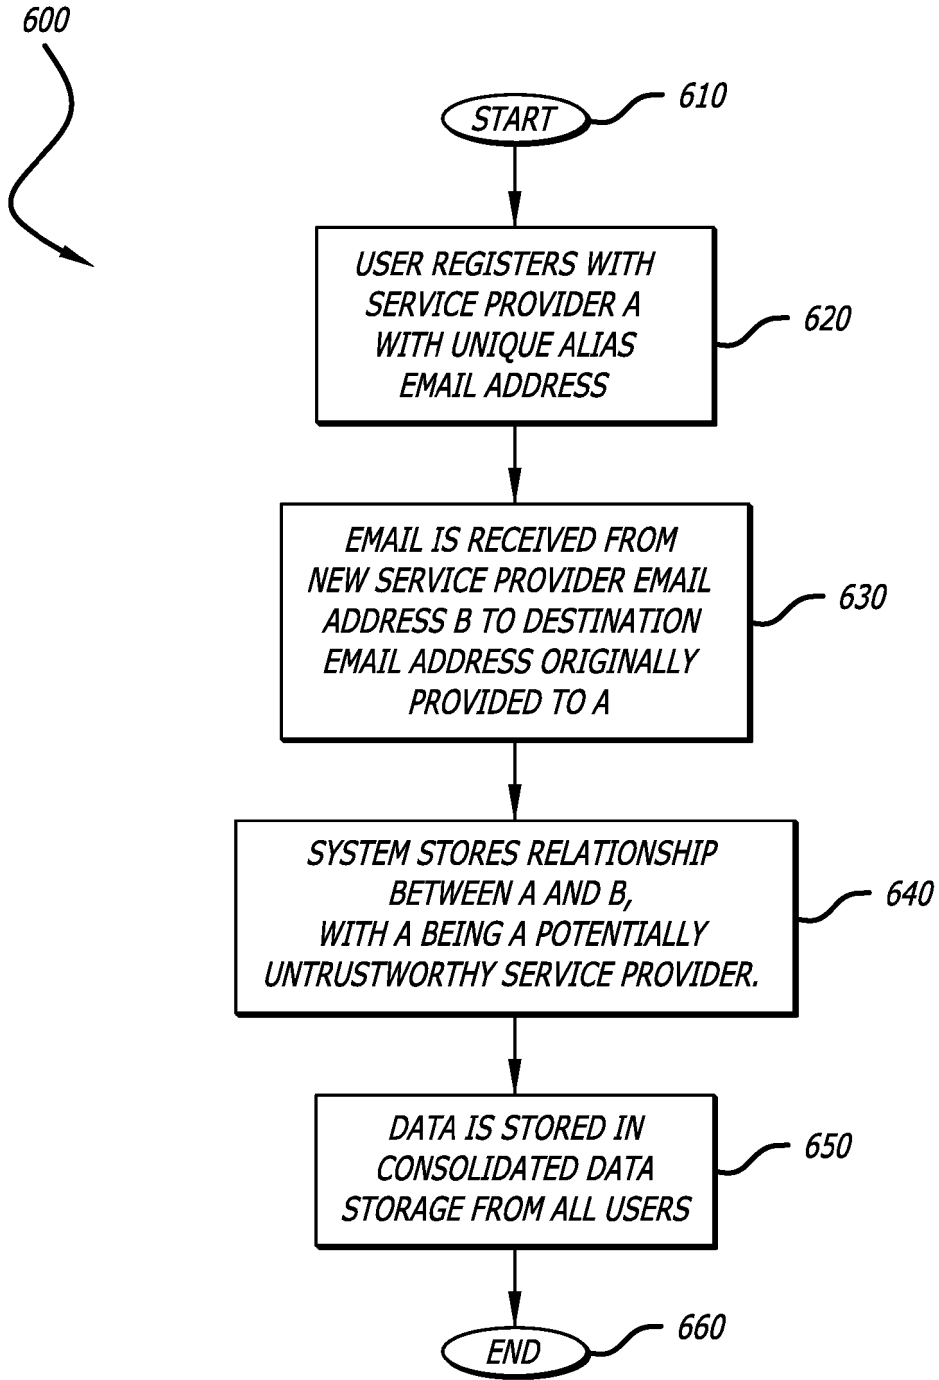 600
START
610
USER REGISTERS WITH
SERVICE PROVIDER A
WITH UNIQUE ALIAS
EMAIL ADDRESS
620
EMAIL IS RECEIVED FROM
NEW SERVICE PROVIDER EMAIL
ADDRESS B TO DESTINATION
EMAIL ADDRESS ORIGINALLY
PROVIDED TO A
630
SYSTEM STORES RELATIONSHIP
BETWEEN A AND B,
WITH A BEING A POTENTIALLY
UNTRUSTWORTHY SERVICE PROVIDER.
640
DATA IS STORED IN
CONSOLIDATED DATA
STORAGE FROM ALL USERS
650
END
660